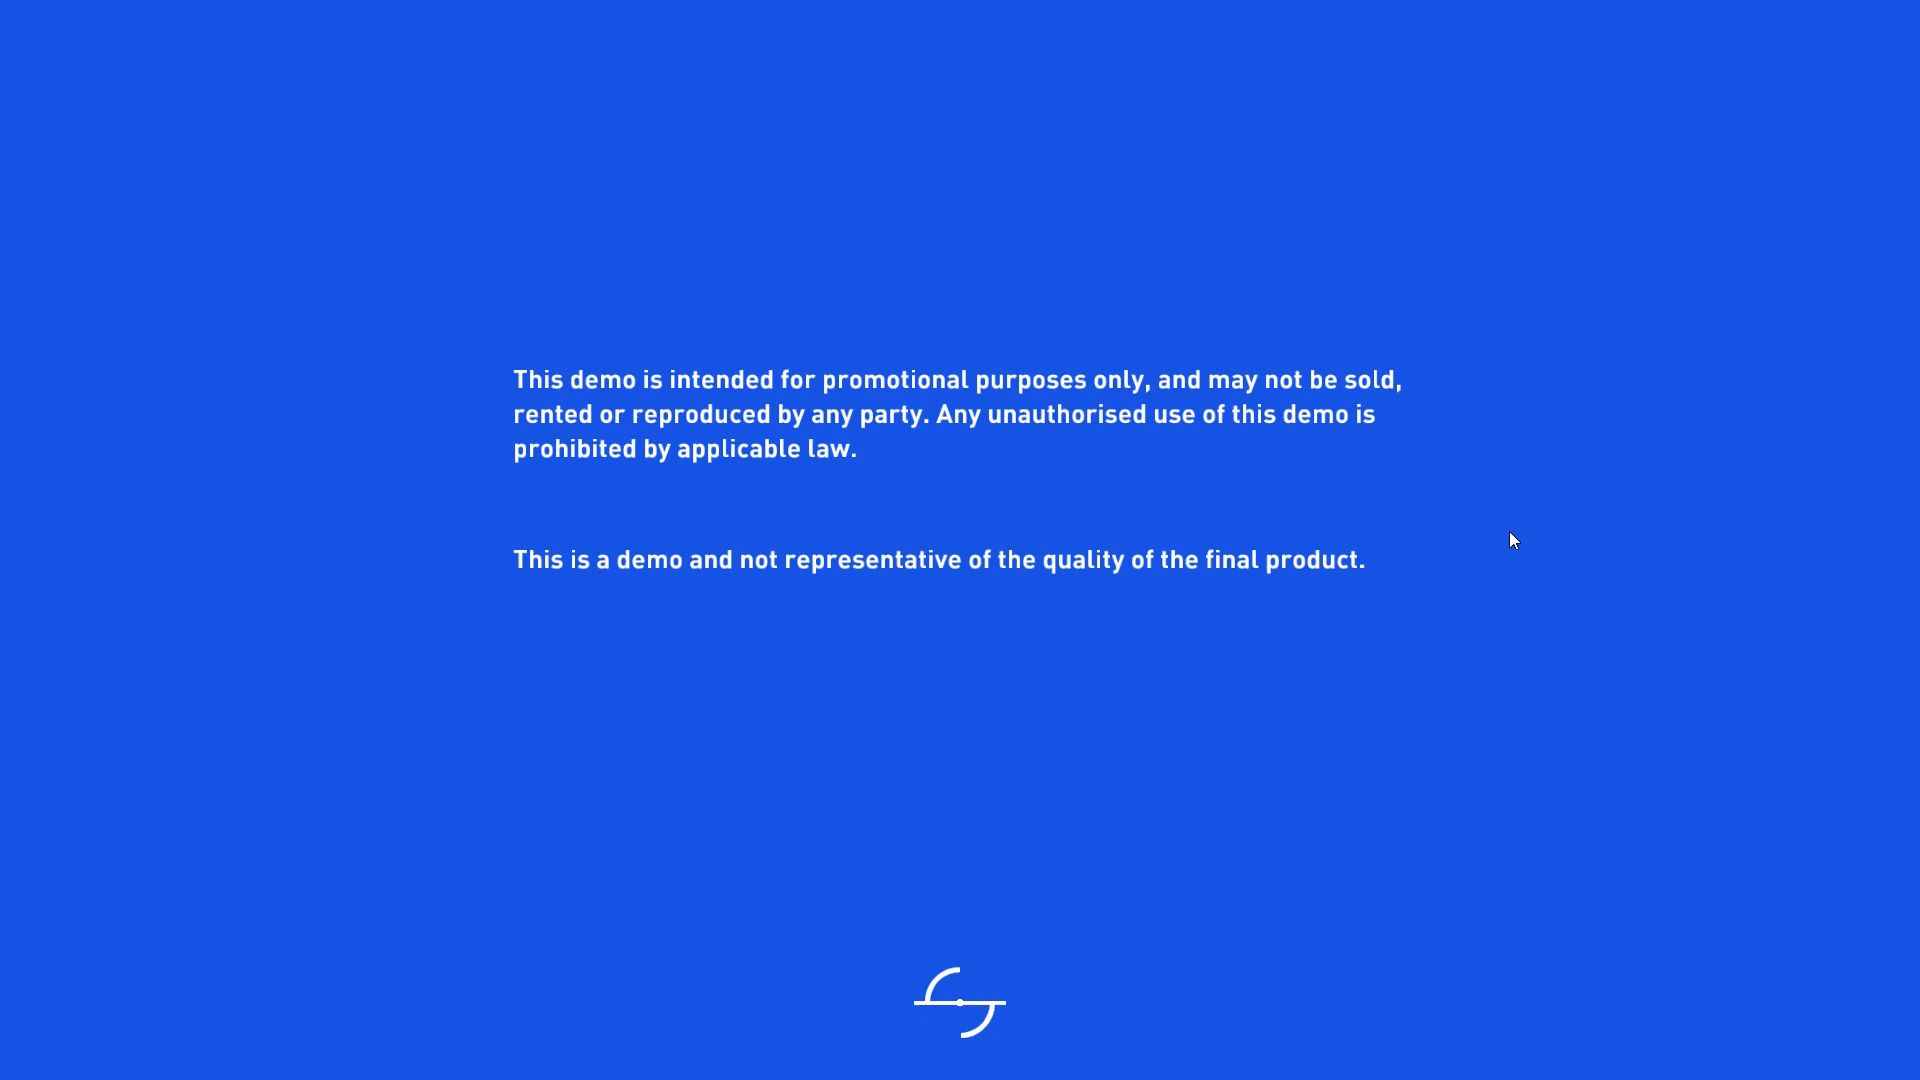 This demo is intended for promotional purposes only, and may not be sold,
rented or reproduced by any party. Any unauthorised use of this demo is
prohibited by applicable law.
This is a demo and not representative of the quality of the final product.